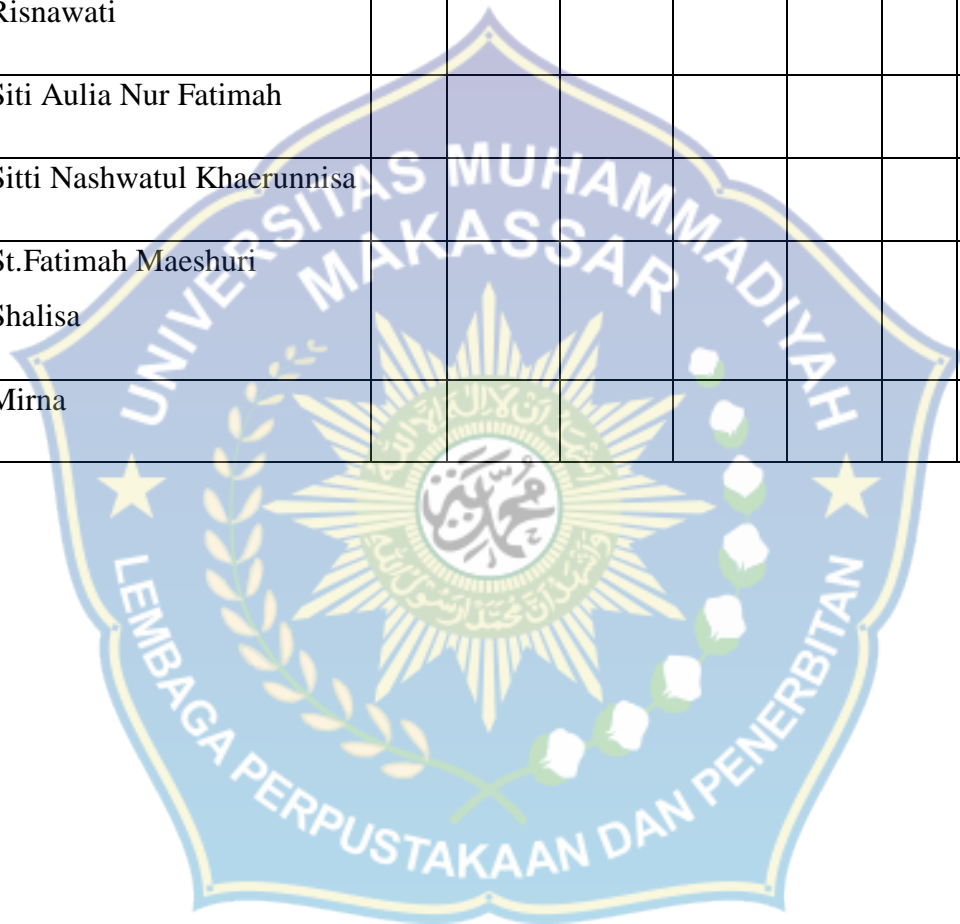 Risnawati
Siti Aulia Nur Fatimah
Sitti Nashwatul Khaerunnisa
St.Fatimah Maeshuri
Shalisa
Mirna
UNIVERSITAS MUHAMMADIYAH
MAKASSAR
LEMBAGA PERPUSTAKAAN DAN PENERBITAN